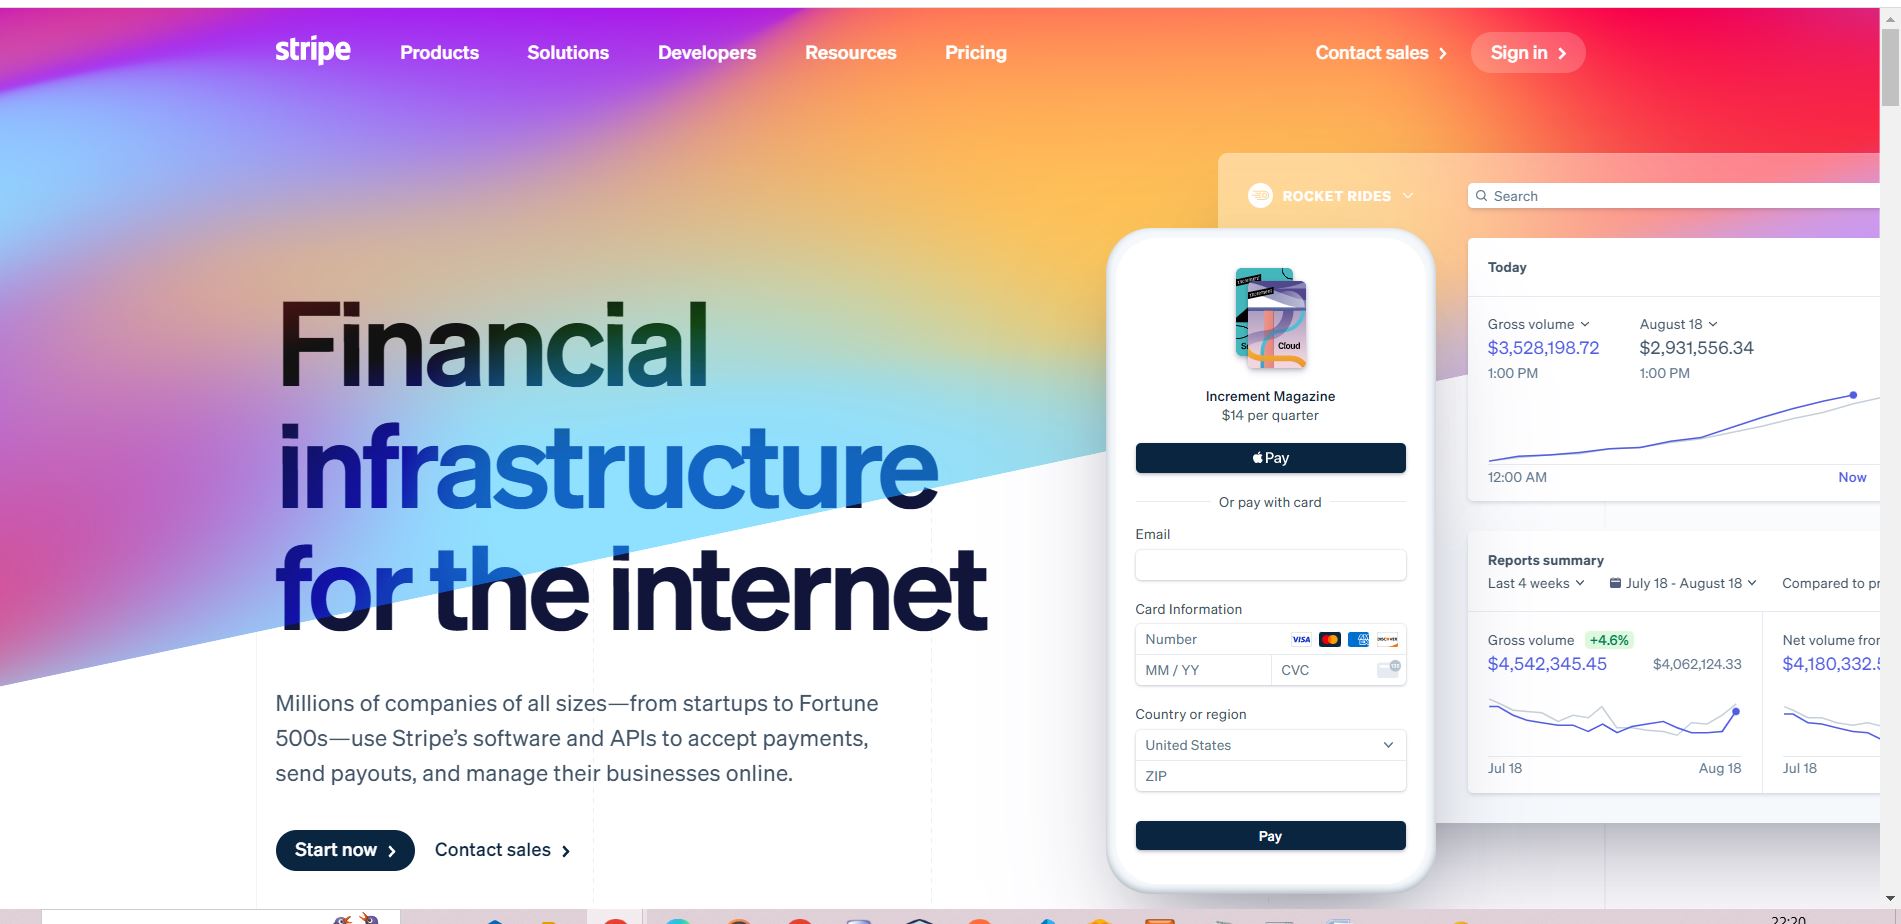 stripe
Products
Solutions
Developers
Resources
Pricing
Contact sales
Sign in
Financial
infrastructure
for the internet
Millions of companies of all sizes—from startups to Fortune
500s—use Stripe’s software and APIs to accept payments,
send payouts, and manage their businesses online.
Start now
Contact sales
ROCKET RIDES
Search
increment
increment
Cloud
Increment Magazine
$14 per quarter
Pay
Or pay with card
Email
Card Information
Number
VISA
DISCOVER
MM / YY
CVC
Country or region
United States
ZIP
Pay
Today
Gross volume
August 18
$3,528,198.72
$2,931,556.34
1:00 PM
1:00 PM
12:00 AM
Now
Reports summary
Last 4 weeks
July 18 - August 18
Compared to pr
Gross volume +4.6%
$4,542,345.45
$4,062,124.33
Jul 18
Aug 18
Net volume fro
$4,180,332.
Jul 18
22:20